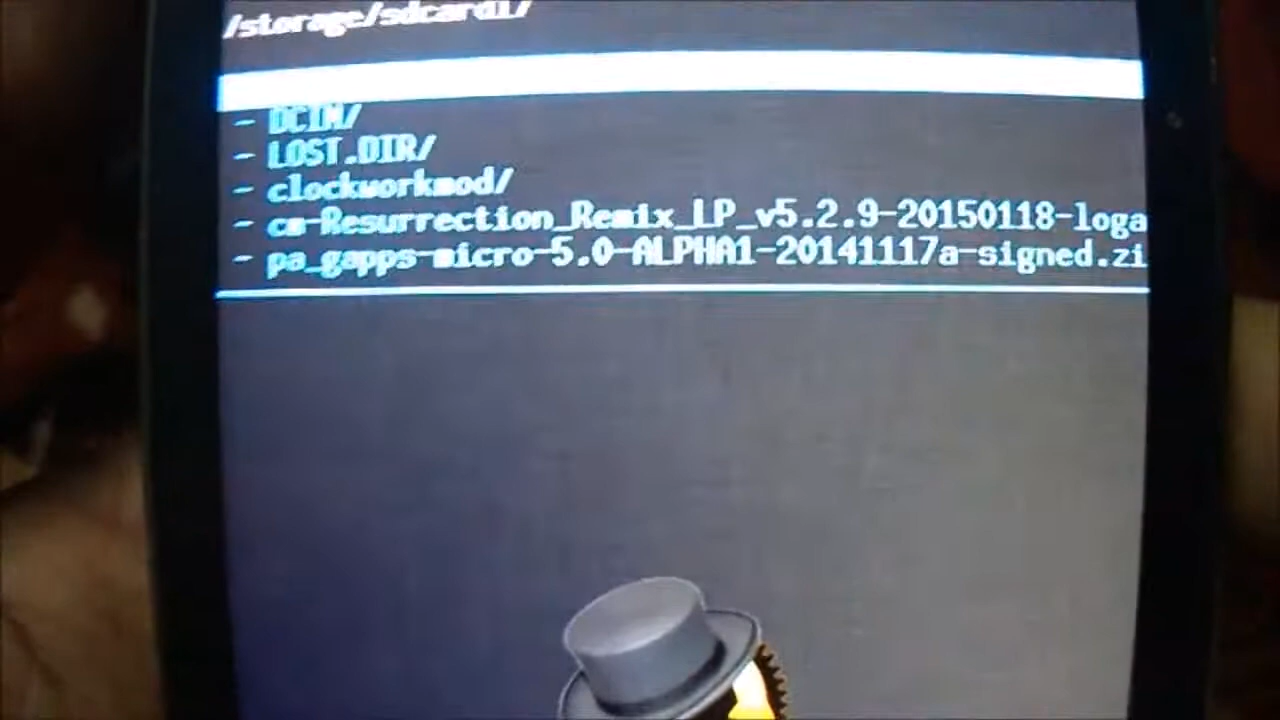 /storage/sdcard1/
- DCIM/
- LOST.DIR/
- clockworkmod/
- cm-Resurrection_Remix_LP_v5.2.9-20150118-loga
- pa_gapps-micro-5.0-ALPHA1-20141117a-signed.zi